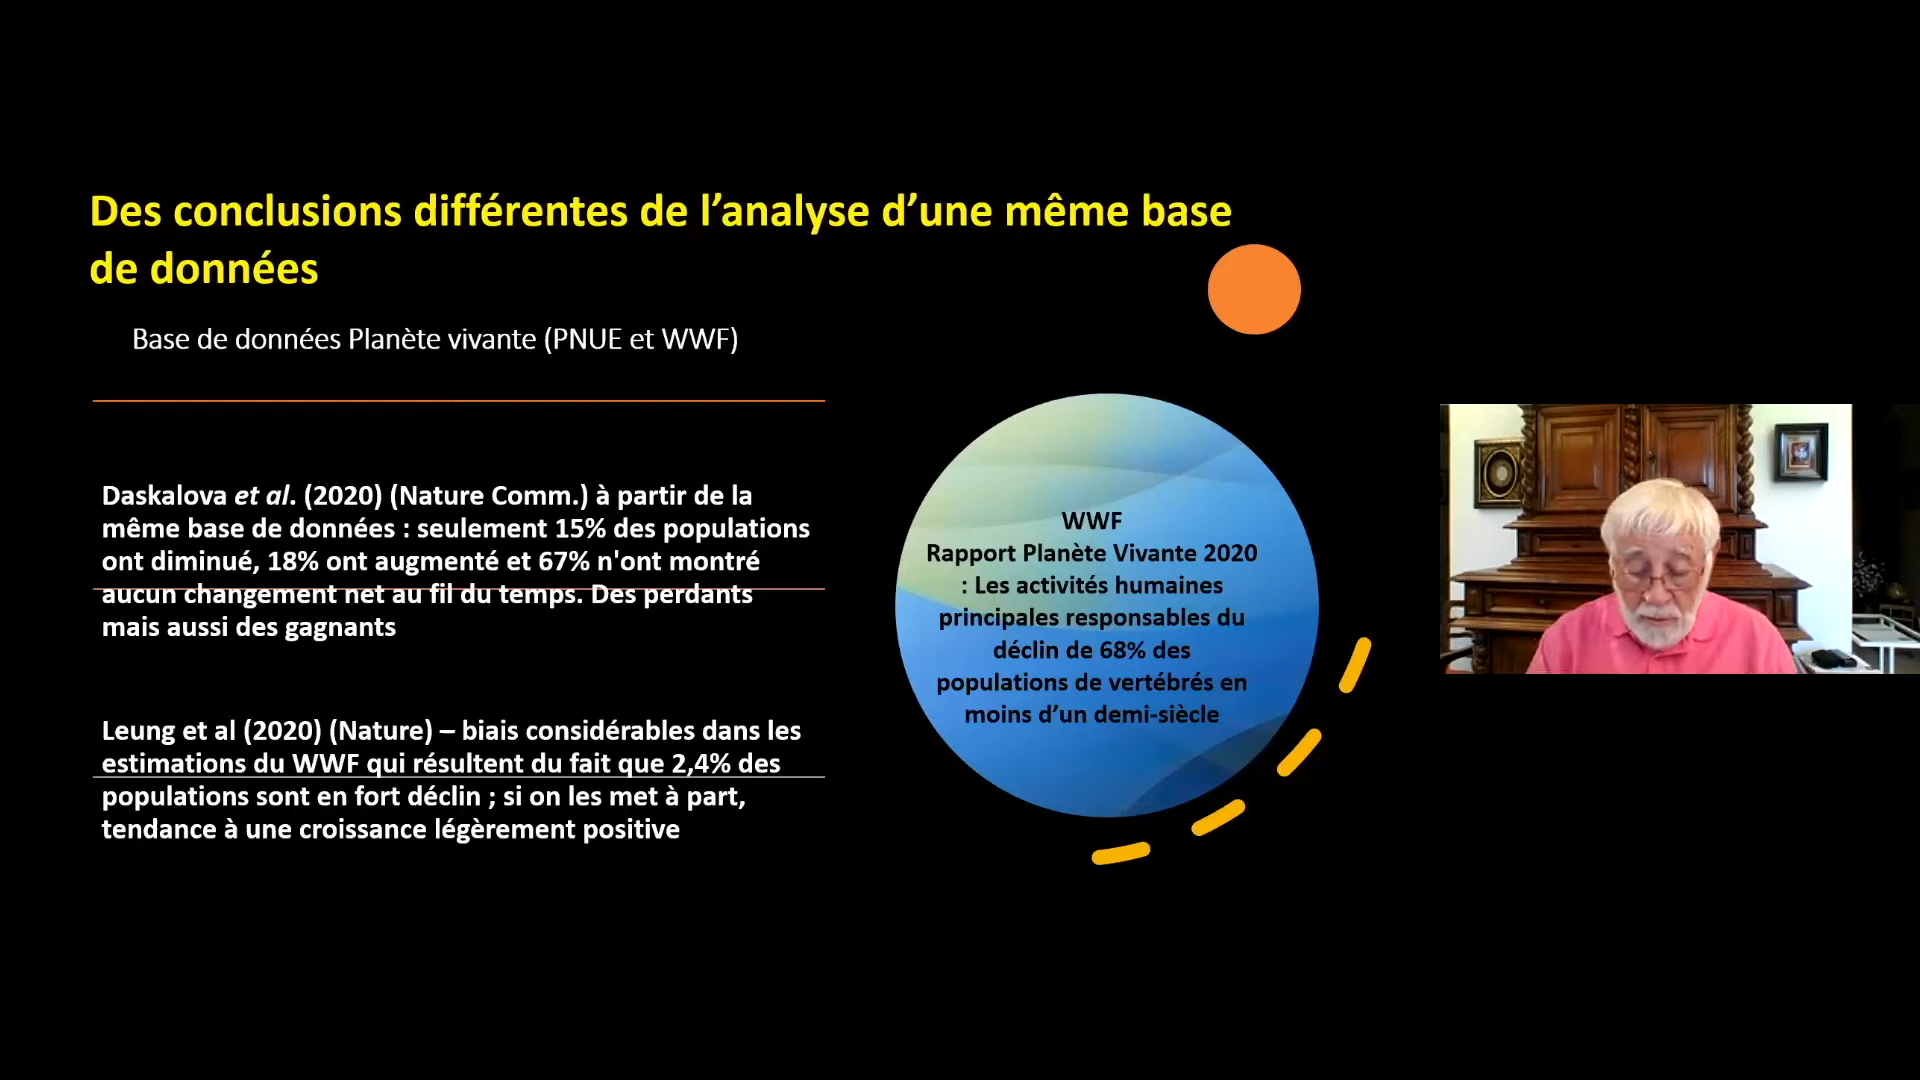 Des conclusions différentes de l’analyse d’une même base
de données
Base de données Planète vivante (PNUE et WWF)
Daskalova et al. (2020) (Nature Comm.) à partir de la
même base de données : seulement 15% des populations
ont diminué, 18% ont augmenté et 67% n'ont montré
aucun changement net au fil du temps. Des perdants
mais aussi des gagnants
Leung et al (2020) (Nature) – biais considérables dans les
estimations du WWF qui résultent du fait que 2,4% des
populations sont en fort déclin ; si on les met à part,
tendance à une croissance légèrement positive
WWF
Rapport Planète Vivante 2020
: Les activités humaines
principales responsables du
déclin de 68% des
populations de vertébrés en
moins d’un demi-siècle